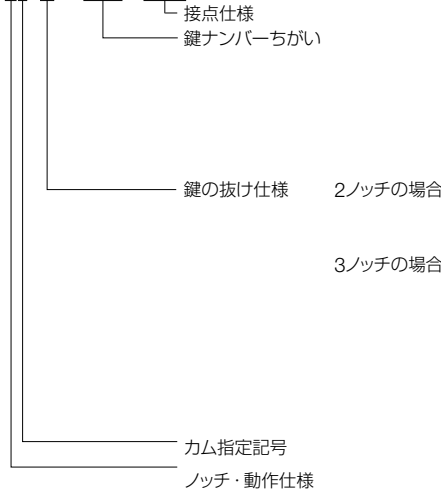 接点仕様
鍵ナンバーちがい
鍵の抜け仕様 2ノッチの場合
3ノッチの場合
カム指定記号
ノッチ・動作仕様